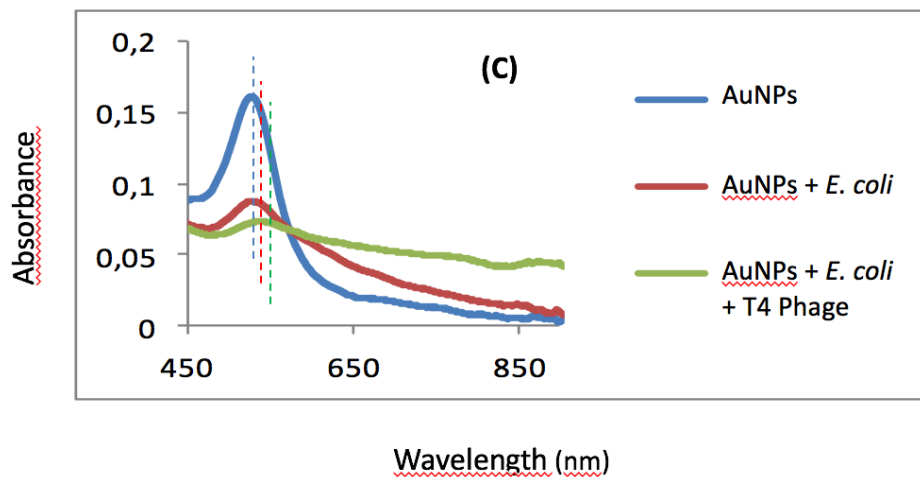 0,2
0,15
0,1
0,05
0
450 650 850
Absorbance
Wavelength (nm)
(C)
AuNPs
AuNPs + E. coli
AuNPs + E. coli
+ T4 Phage